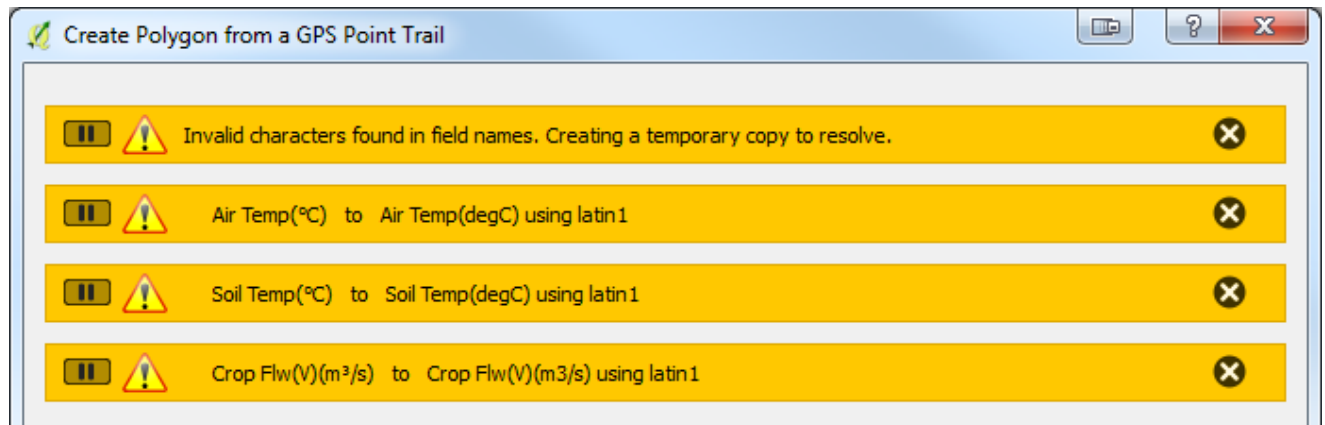 Create Polygon from a GPS Point Trail
Invalid characters found in field names. Creating a temporary copy to resolve.
Air Temp(ºC) to Air Temp(degC) using latin1
Soil Temp(ºC) to Soil Temp(degC) using latin1
Crop Flw(V)(m³/s) to Crop Flw(V)(m3/s) using latin1